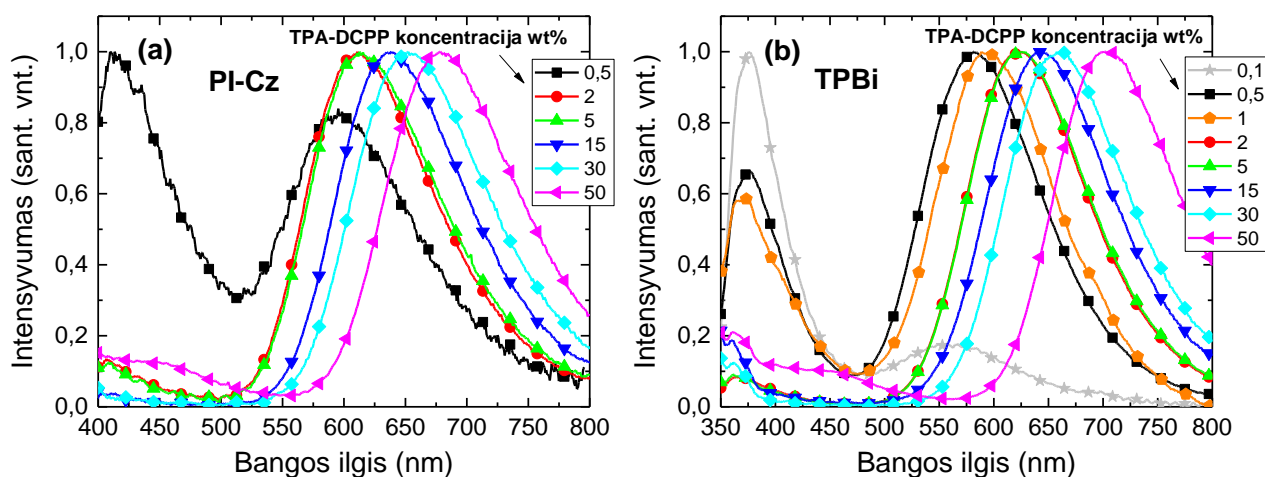 (a)
TPA-DCPP koncentracija wt%
PI-Cz
0,5
2
5
15
30
50
1,0
0,8
0,6
0,4
0,2
0,0
Intensyvumas (sant. vnt.)
400 450 500 550 600 650 700 750 800
Bangos ilgis (nm)
(b)
TPA-DCPP koncentracija wt%
TPBi
0,1
0,5
1
2
5
15
30
50
1,0
0,8
0,6
0,4
0,2
0,0
Intensyvumas (sant. vnt.)
350 400 450 500 550 600 650 700 750 800
Bangos ilgis (nm)